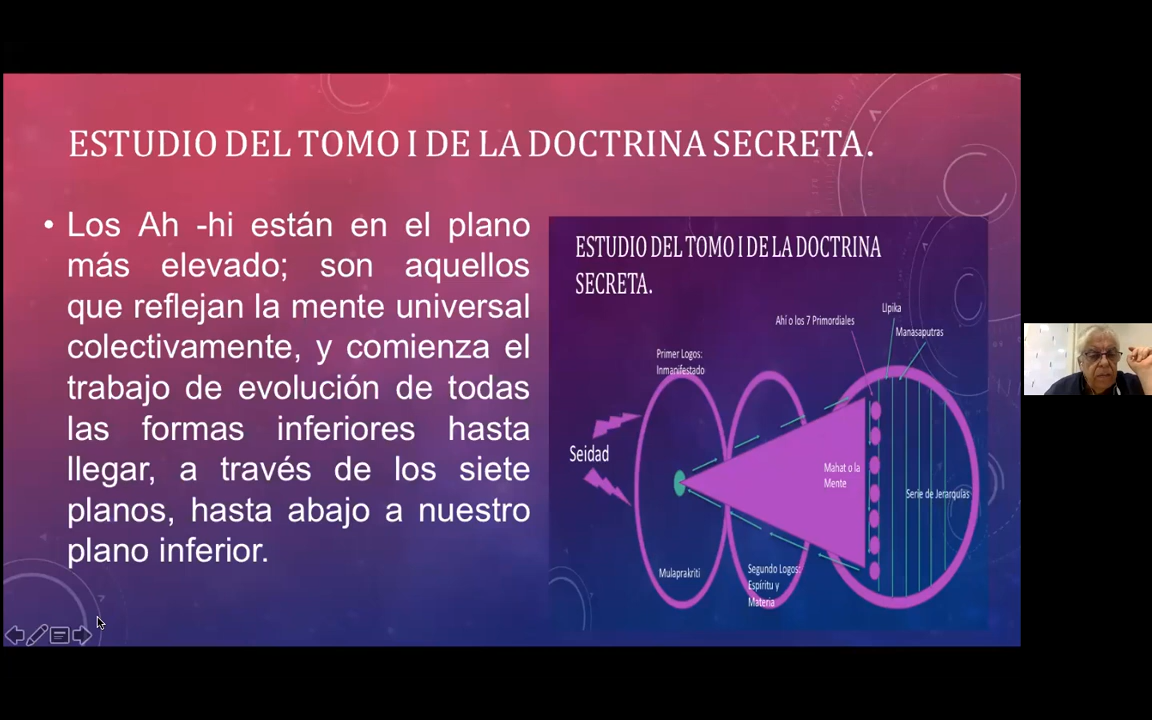 ESTUDIO DEL TOMO I DE LA DOCTRINA SECRETA.
• Los Ah -hi están en el plano
más elevado; son aquellos
que reflejan la mente universal
colectivamente, y comienza el
trabajo de evolución de todas
las formas inferiores hasta
llegar, a través de los siete
planos, hasta abajo a nuestro
plano inferior.
ESTUDIO DEL TOMO I DE LA DOCTRINA
SECRETA.
LIpika
Ahí o los 7 Primordiales
Manasaputras
Primer Logos:
Inmanifestado
Seidad
Mahat o la
Mente
Serie de Jerarquías
Mulaprakriti
Segundo Logos:
Espíritu y
Materia